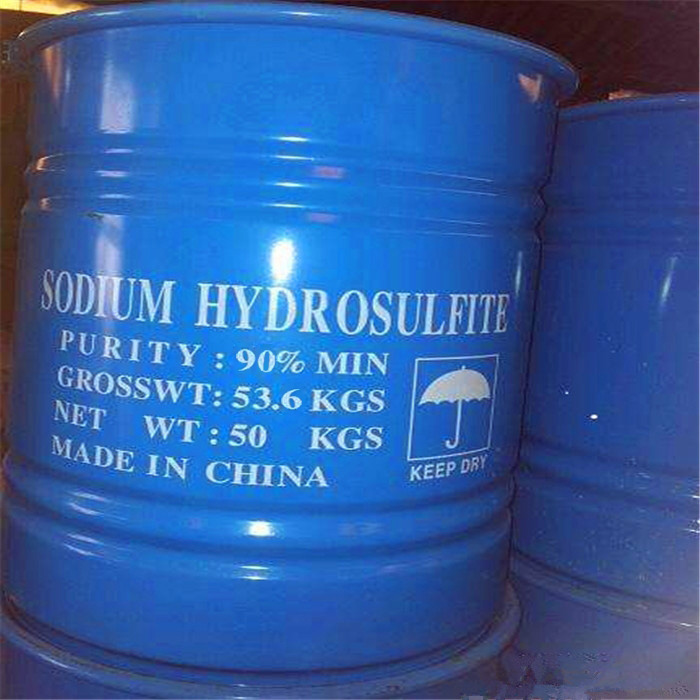 SODIUM HYDROSULFITE
PURITY : 90% MIN
GROSSWT: 53.6 KGS
NET WT : 50 KGS
MADE IN CHINA
KEEP DRY